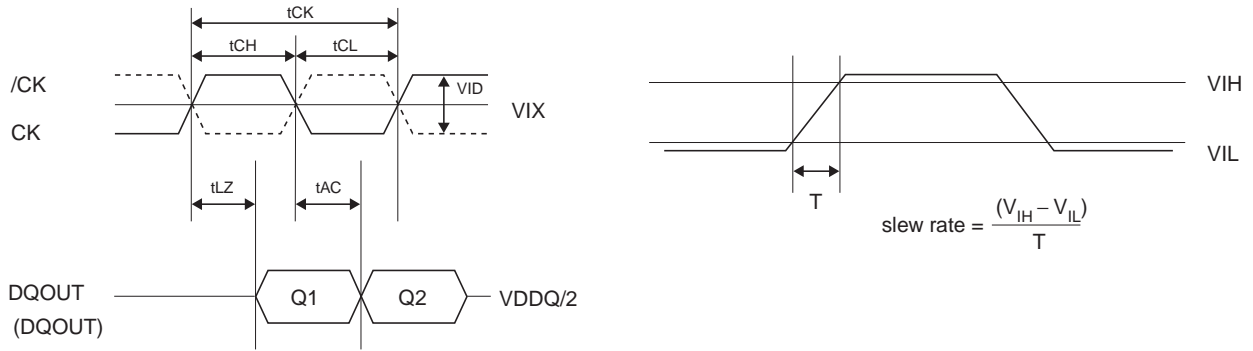 tCK
tCH
tCL
/CK
VID
VIX
CK
tLZ
tAC
DQOUT
(DQOUT)
Q1
Q2
VDDQ/2
VIH
VIL
T
slew rate = (VIH – VIL)
T